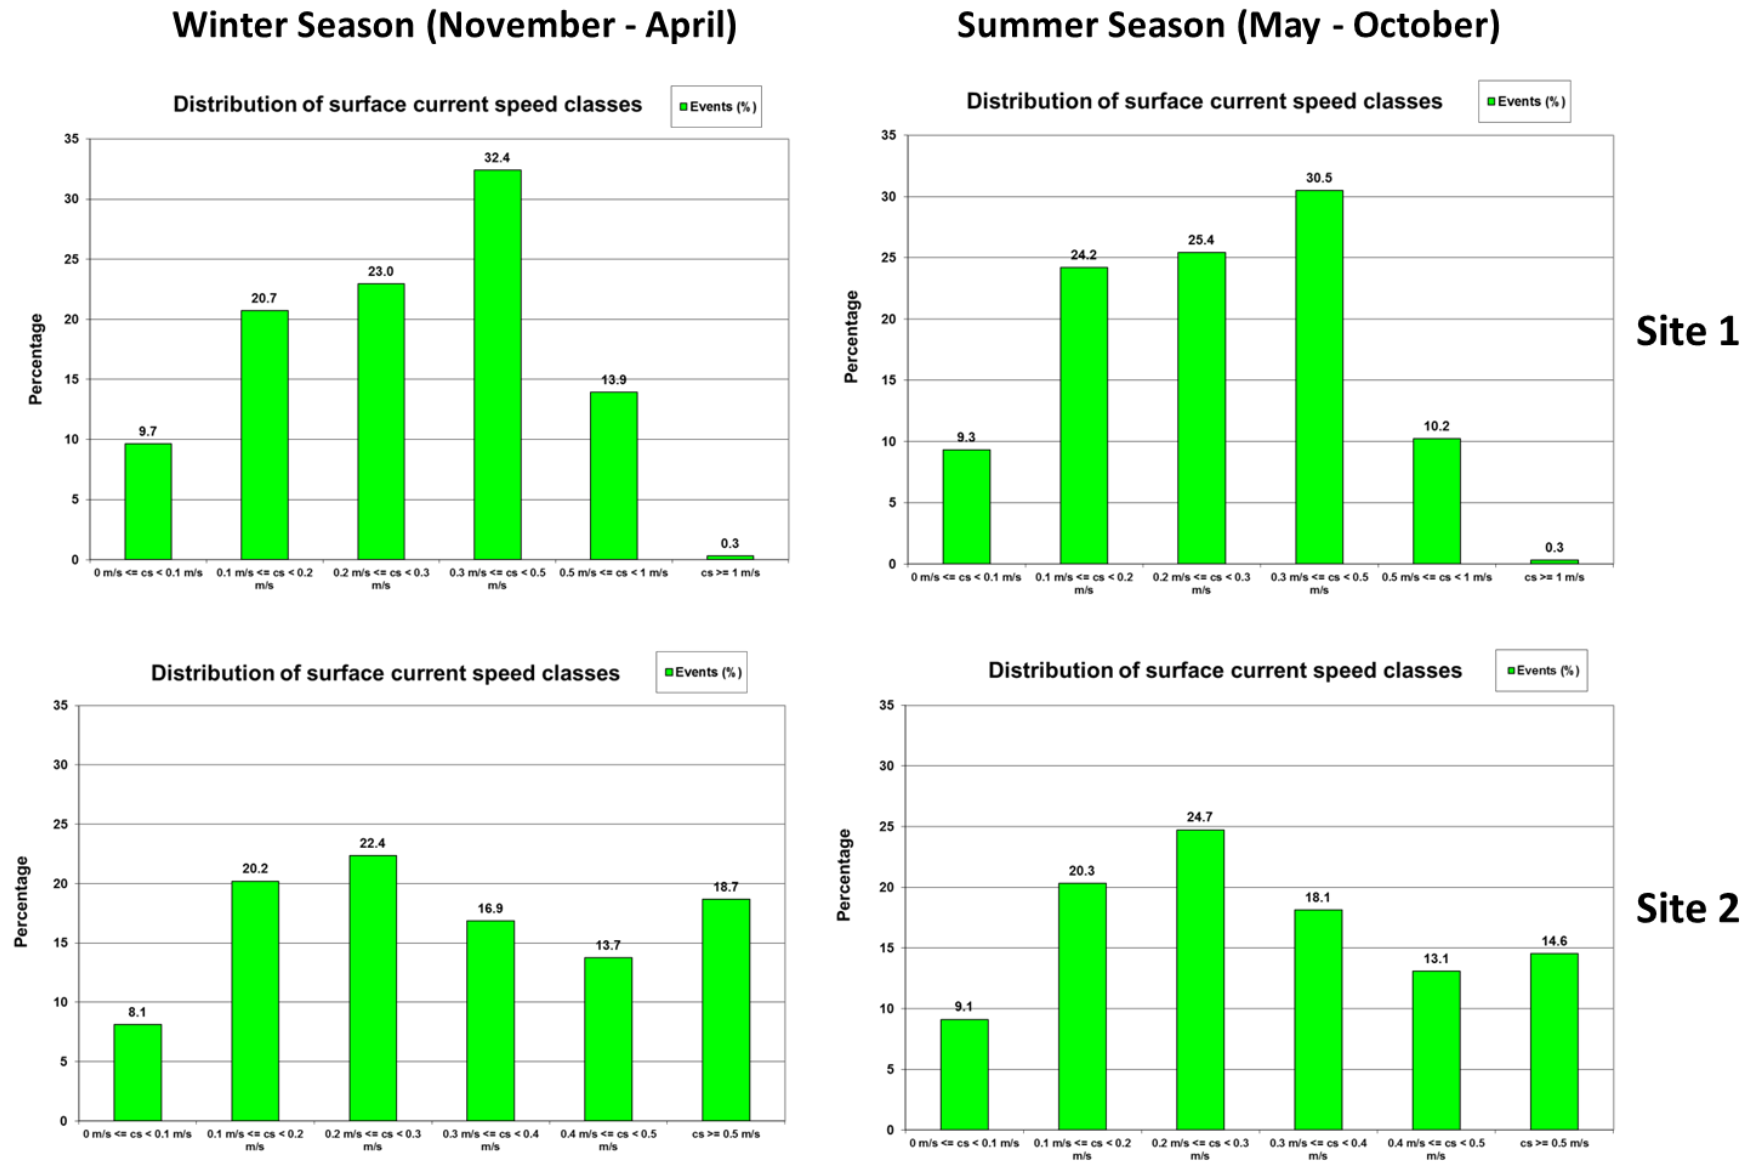 Winter Season (November - April)
Summer Season (May - October)
Distribution of surface current speed classes
Events (%)
35
30
25
20
15
10
5
0
Percentage
9.7
20.7
23.0
32.4
13.9
0.3
0 m/s <= cs < 0.1 m/s
0.1 m/s <= cs < 0.2
m/s
0.2 m/s <= cs < 0.3
m/s
0.3 m/s <= cs < 0.5
m/s
0.5 m/s <= cs < 1 m/s
cs >= 1 m/s
Distribution of surface current speed classes
Events (%)
35
30
25
20
15
10
5
0
Percentage
9.3
24.2
25.4
30.5
10.2
0.3
0 m/s <= cs < 0.1 m/s
0.1 m/s <= cs < 0.2
m/s
0.2 m/s <= cs < 0.3
m/s
0.3 m/s <= cs < 0.5
m/s
0.5 m/s <= cs < 1 m/s
cs >= 1 m/s
Site 1
Distribution of surface current speed classes
Events (%)
35
30
25
20
15
10
5
0
Percentage
8.1
20.2
22.4
16.9
13.7
18.7
0 m/s <= cs < 0.1 m/s
0.1 m/s <= cs < 0.2
m/s
0.2 m/s <= cs < 0.3
m/s
0.3 m/s <= cs < 0.4
m/s
0.4 m/s <= cs < 0.5
m/s
cs >= 0.5 m/s
Distribution of surface current speed classes
Events (%)
35
30
25
20
15
10
5
0
Percentage
9.1
20.3
24.7
18.1
13.1
14.6
0 m/s <= cs < 0.1 m/s
0.1 m/s <= cs < 0.2
m/s
0.2 m/s <= cs < 0.3
m/s
0.3 m/s <= cs < 0.4
m/s
0.4 m/s <= cs < 0.5
m/s
cs >= 0.5 m/s
Site 2